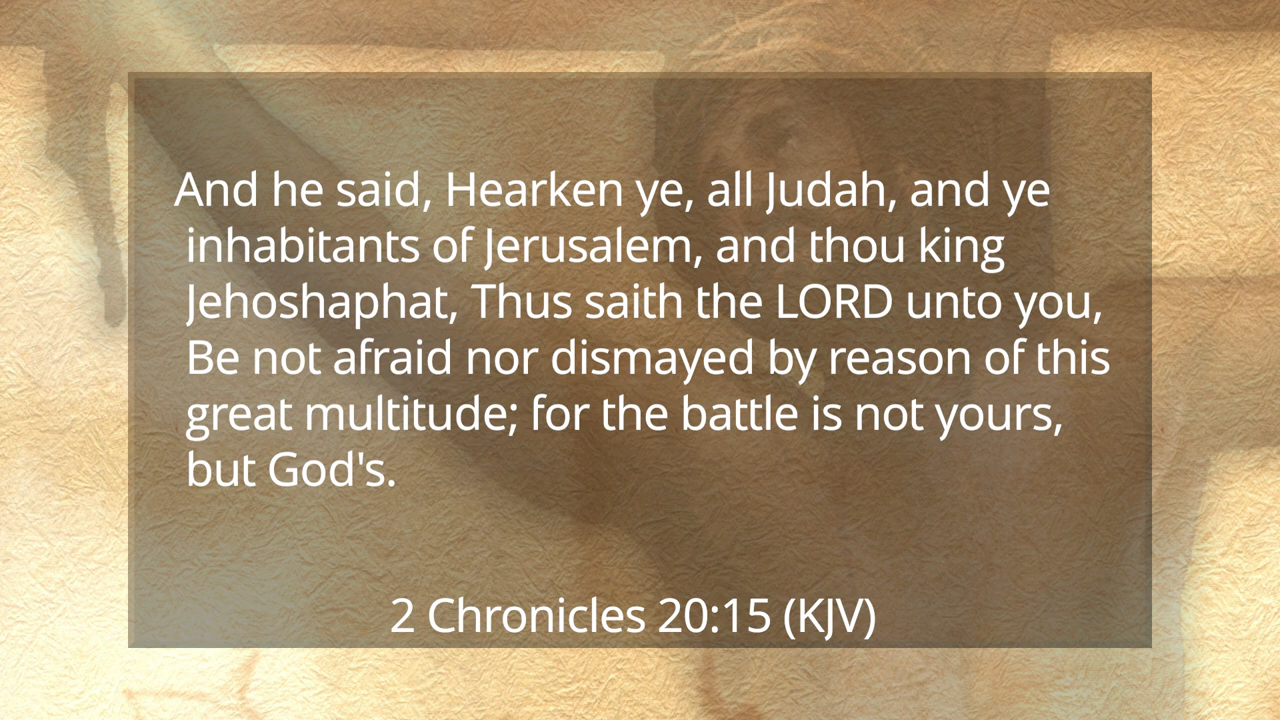 And he said, Hearken ye, all Judah, and ye
inhabitants of Jerusalem, and thou king
Jehoshaphat, Thus saith the LORD unto you,
Be not afraid nor dismayed by reason of this
great multitude; for the battle is not yours,
but God's.
2 Chronicles 20:15 (KJV)